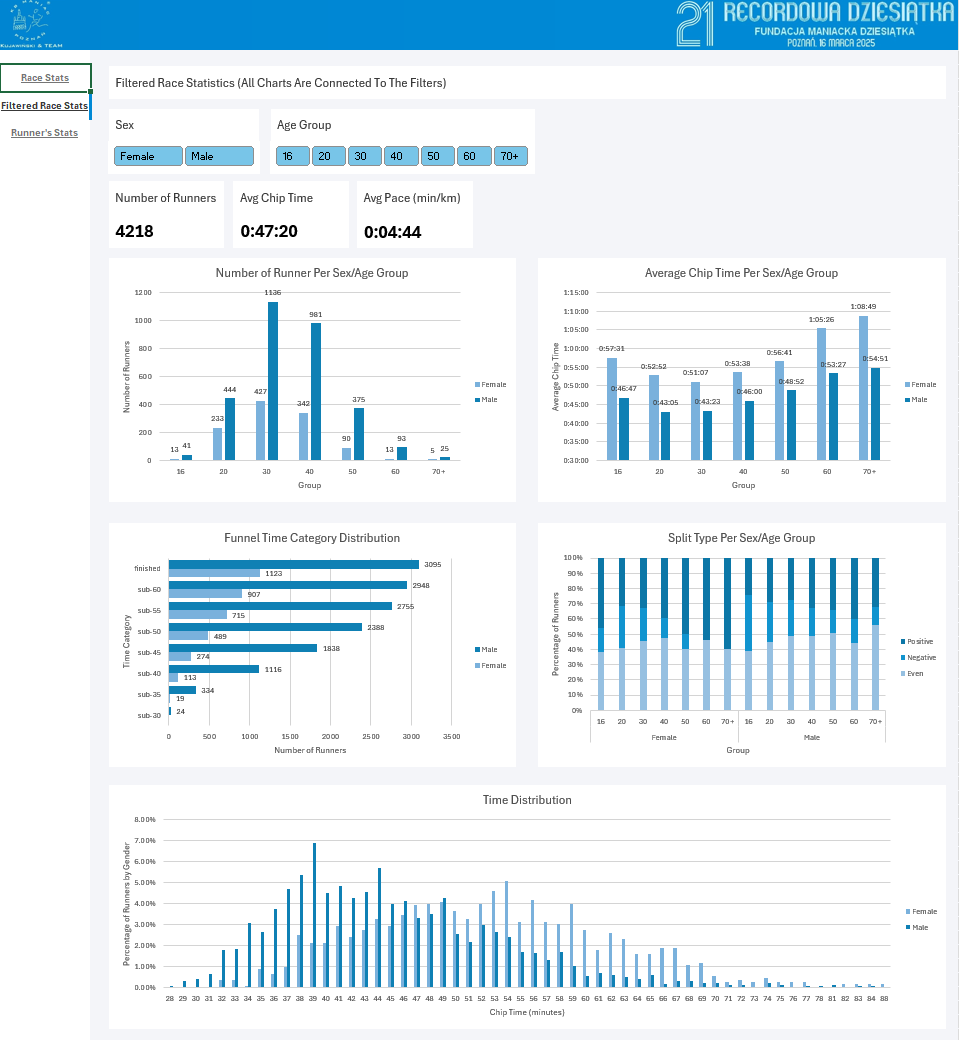 MANIAC
POZNAŃ
KUJAWIŃSKI & TEAM
21 RECORDOWA DZIESIĄTKA
FUNDACJA MANIACKA DZIESIĄTKA
POZNAŃ, 16 MARCA 2025
Race Stats
Filtered Race Stats
Runner's Stats
Filtered Race Statistics (All Charts Are Connected To The Filters)
Sex
Female Male
Age Group
16 20 30 40 50 60 70+
Number of Runners
4218
Avg Chip Time
0:47:20
Avg Pace (min/km)
0:04:44
Number of Runner Per Sex/Age Group
Number of Runners
1200
1000
800
600
400
200
0
13 41 233 444 427 1136 342 981 90 375 13 93 5 25
16 20 30 40 50 60 70+
Group
Female
Male
Average Chip Time Per Sex/Age Group
Average Chip Time
1:15:00
1:10:00
1:05:00
1:00:00
0:55:00
0:50:00
0:45:00
0:40:00
0:35:00
0:30:00
0:57:31 0:46:47 0:52:52 0:43:05 0:51:07 0:43:23 0:53:38 0:46:00 0:56:41 0:48:52 1:05:26 0:53:27 1:08:49 0:54:51
16 20 30 40 50 60 70+
Group
Female
Male
Funnel Time Category Distribution
Time Category
finished 3095 1123
sub-60 2948 907
sub-55 2755 715
sub-50 2388 489
sub-45 1838 274
sub-40 1116 113
sub-35 334 19
sub-30 24
0 500 1000 1500 2000 2500 3000 3500
Number of Runners
Male
Female
Split Type Per Sex/Age Group
Percentage of Runners
100%
90%
80%
70%
60%
50%
40%
30%
20%
10%
0%
16 20 30 40 50 60 70+ 16 20 30 40 50 60 70+
Female Male
Group
Positive
Negative
Even
Time Distribution
Percentage of Runners by Gender
8.00%
7.00%
6.00%
5.00%
4.00%
3.00%
2.00%
1.00%
0.00%
28 29 30 31 32 33 34 35 36 37 38 39 40 41 42 43 44 45 46 47 48 49 50 51 52 53 54 55 56 57 58 59 60 61 62 63 64 65 66 67 68 69 70 71 72 73 74 75 76 77 78 81 82 83 84 88
Chip Time (minutes)
Female
Male